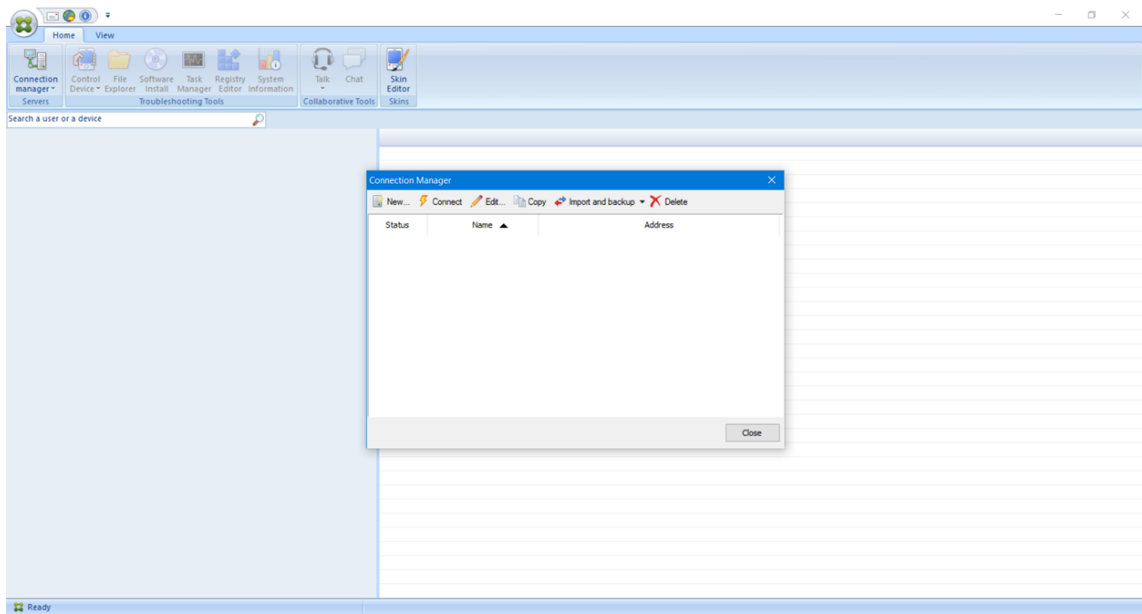 Home View
Connection manager
Control Device
File Explorer
Software Install
Task Manager
Registry Editor
System Information
Talk
Chat
Skin Editor
Servers
Troubleshooting Tools
Collaborative Tools
Skins
Search a user or a device
Connection Manager
New... Connect Edit... Copy Import and backup Delete
Status Name Address
Close
Ready